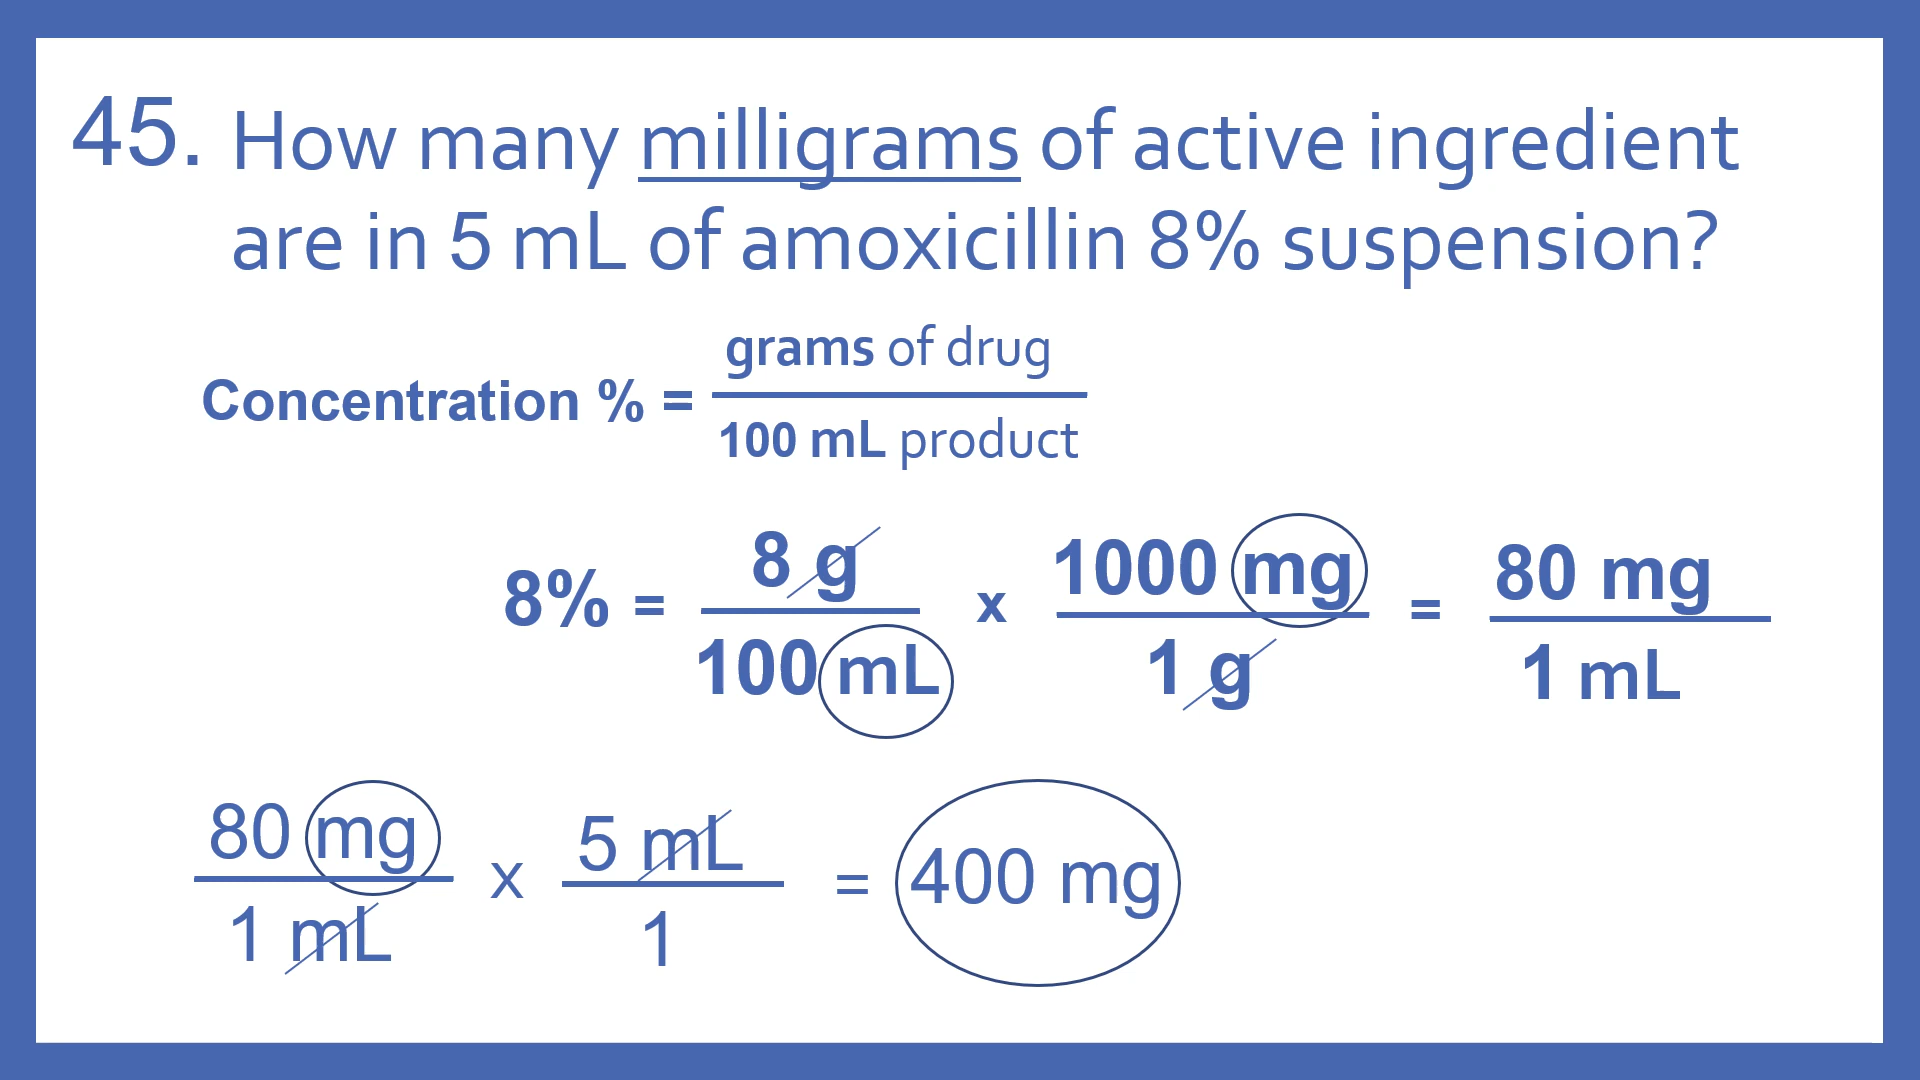 45. How many milligrams of active ingredient
are in 5 mL of amoxicillin 8% suspension?
grams of drug
Concentration % =
100 mL product
8 g
1000 mg
80 mg
8% =
x
=
100 mL
1 g
1 mL
80 mg
5 mL
x
=
400 mg
1 mL
1